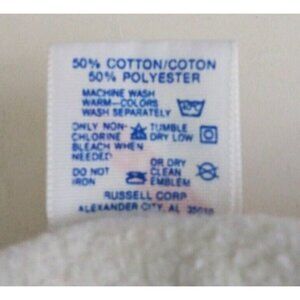 50% COTTON/COTON
50% POLYESTER
MACHINE WASH
WARM-COLORS
WASH SEPARATELY
ONLY NON- TUMBLE
CHLORINE DRY LOW
BLEACH WHEN
NEEDED
OR DRY
DO NOT CLEAN
IRON EMBLEM
RUSSELL CORP
ALEXANDER CITY, AL 35010